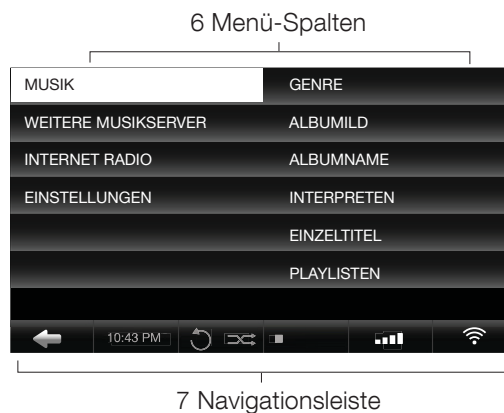 6 Menü-Spalten
MUSIK
GENRE
WEITERE MUSIKSERVER
ALBUMILD
INTERNET RADIO
ALBUMNAME
EINSTELLUNGEN
INTERPRETEN
EINZELTITEL
PLAYLISTEN
10:43 PM
7 Navigationsleiste